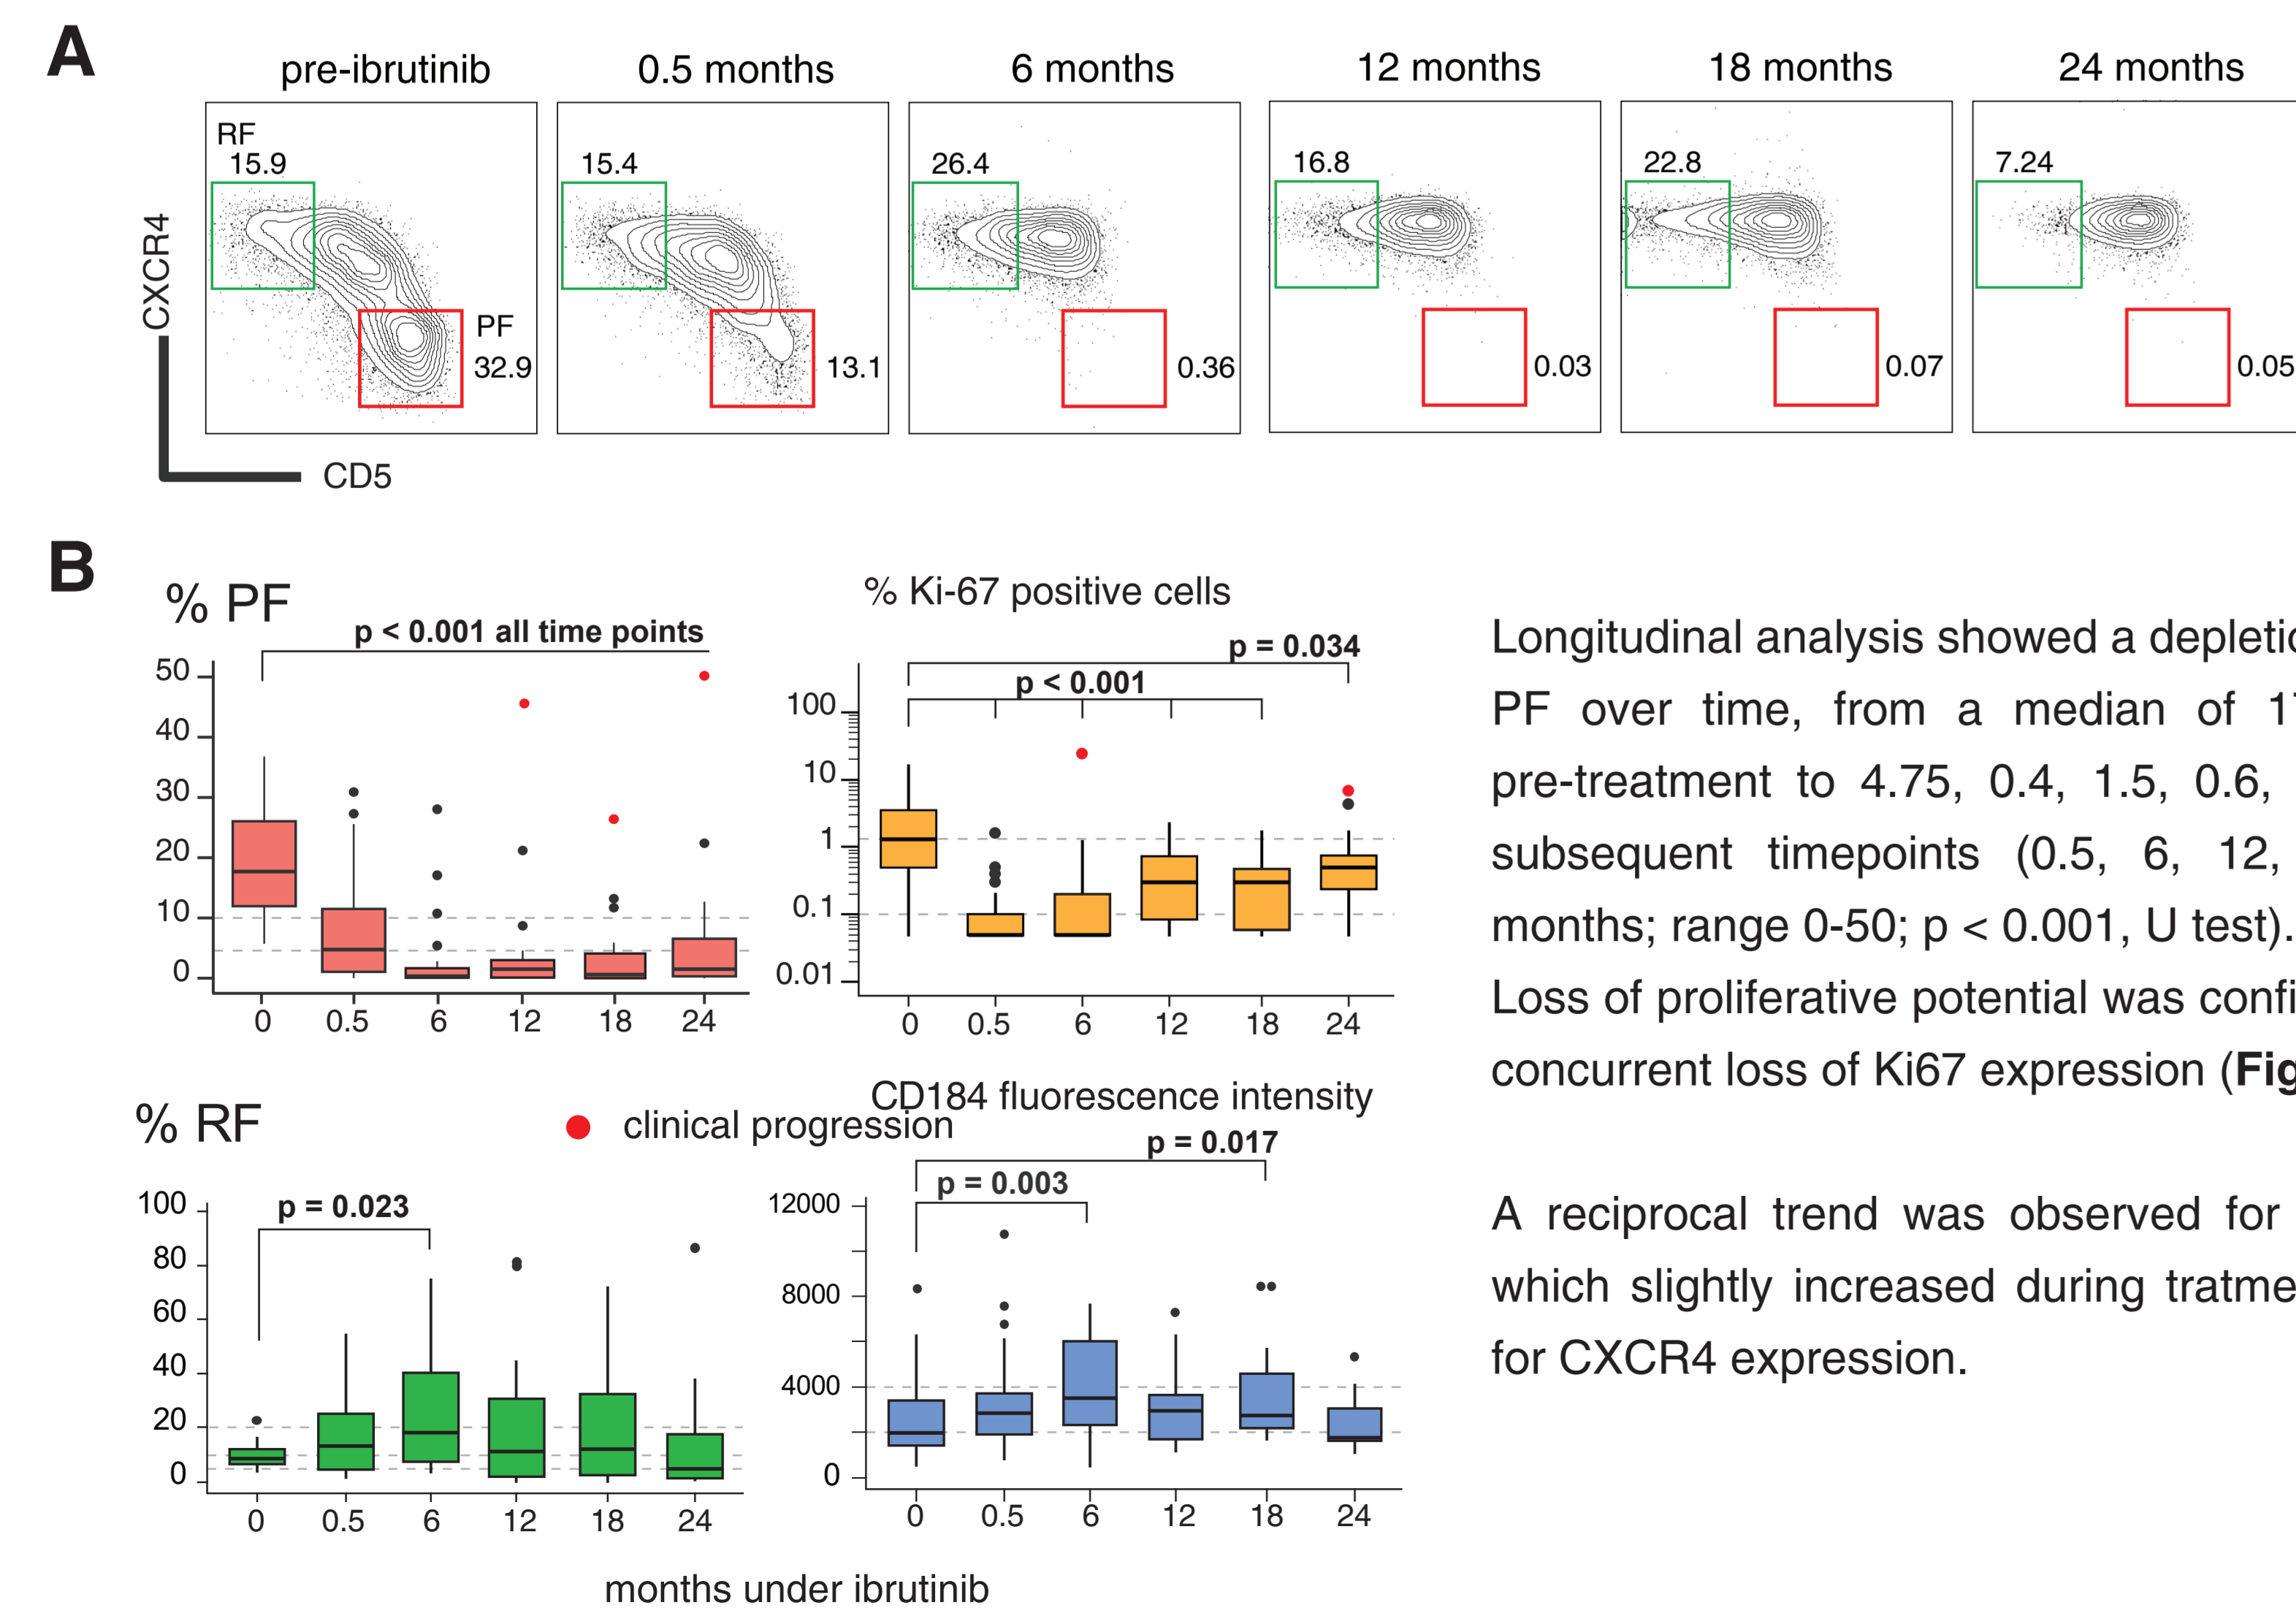 A
pre-ibrutinib
0.5 months
6 months
12 months
18 months
24 months
RF
15.9
15.4
26.4
16.8
22.8
7.24
PF
32.9
13.1
0.36
0.03
0.07
0.05
CXCR4
CD5
B
% PF
p < 0.001 all time points
50
40
30
20
10
0
0 0.5 6 12 18 24
% Ki-67 positive cells
p = 0.034
p < 0.001
100
10
1
0.1
0.01
0 0.5 6 12 18 24
% RF
clinical progression
p = 0.023
100
80
60
40
20
0
0 0.5 6 12 18 24
CD184 fluorescence intensity
p = 0.017
p = 0.003
12000
8000
4000
0
0 0.5 6 12 18 24
months under ibrutinib
Longitudinal analysis showed a
PF over time, from a median of
pre-treatment to 4.75, 0.4, 1.5, 0.6,
subsequent timepoints (0.5, 6, 12,
months; range 0-50; p < 0.001, U test).
Loss of proliferative potential was
concurrent loss of Ki67 expression (
A reciprocal trend was observed for
which slightly increased during
for CXCR4 expression.